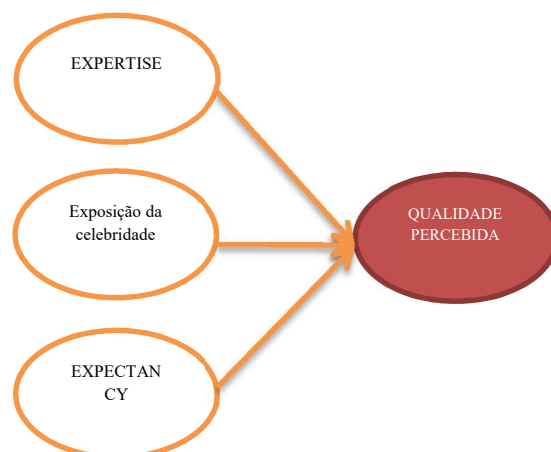 EXPERTISE
Exposição da
celebridade
QUALIDADE
PERCEBIDA
EXPECTAN
CY